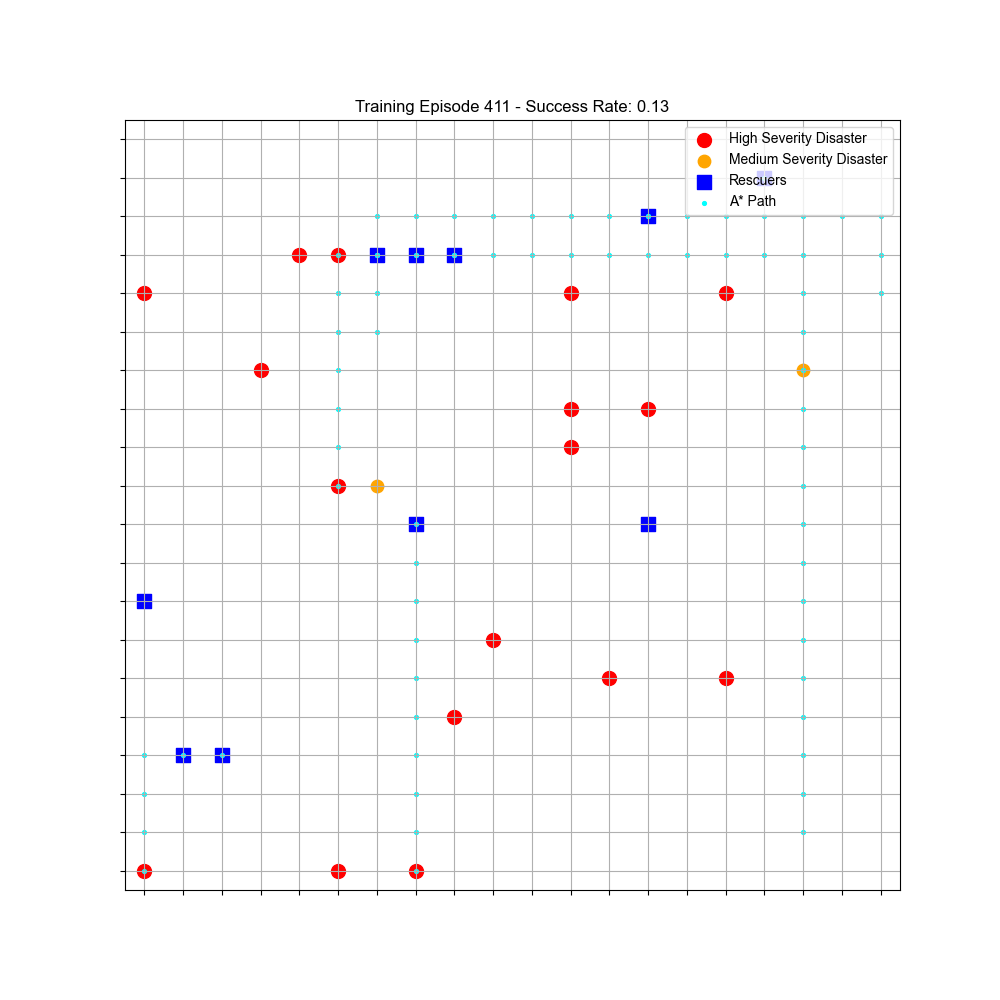 Training Episode 411 - Success Rate: 0.13
High Severity Disaster
Medium Severity Disaster
Rescuers
A* Path